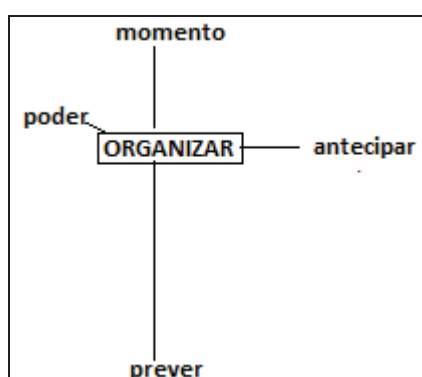 momento
poder
ORGANIZAR
antecipar
prever